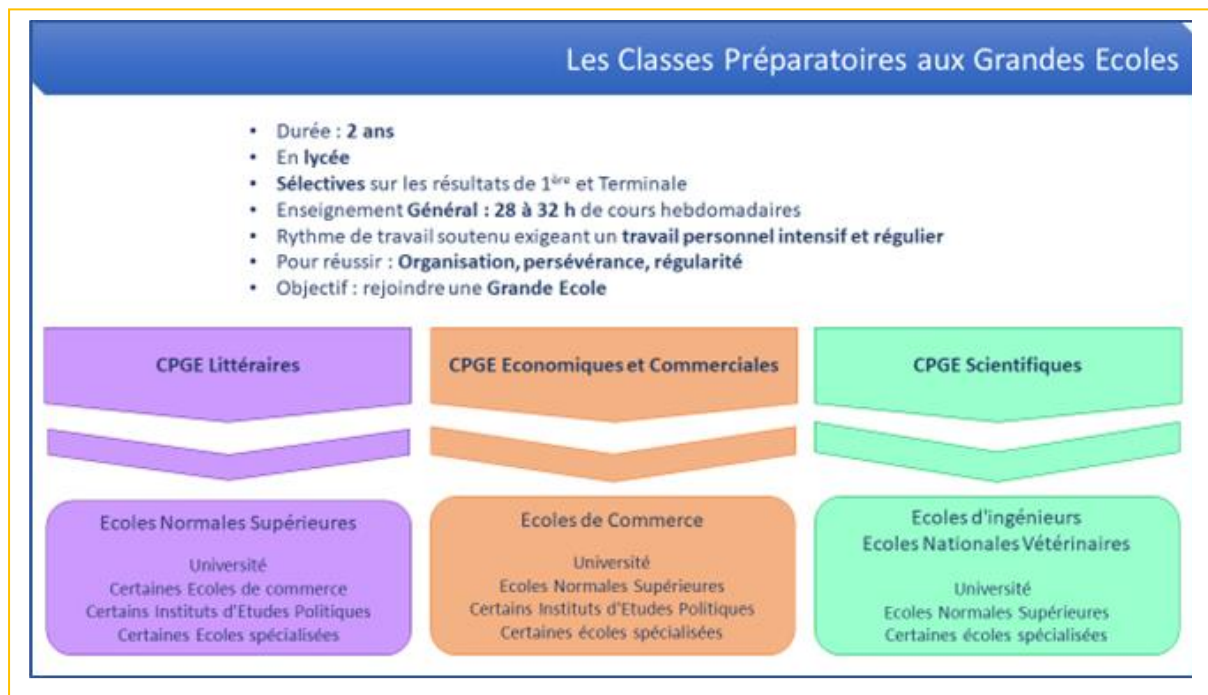 Les Classes Préparatoires aux Grandes Ecoles
• Durée : 2 ans
• En lycée
• Sélectives sur les résultats de 1ère et Terminale
• Enseignement Général : 28 à 32 h de cours hebdomadaires
• Rythme de travail soutenu exigeant un travail personnel intensif et régulier
• Pour réussir : Organisation, persévérance, régularité
• Objectif : rejoindre une Grande Ecole
CPGE Littéraires
Ecoles Normales Supérieures
Université
Certaines Ecoles de commerce
Certains Instituts d'Etudes Politiques
Certaines Ecoles spécialisées
CPGE Economiques et Commerciales
Ecoles de Commerce
Université
Ecoles Normales Supérieures
Certains Instituts d'Etudes Politiques
Certaines écoles spécialisées
CPGE Scientifiques
Ecoles d'ingénieurs
Ecoles Nationales Vétérinaires
Université
Ecoles Normales Supérieures
Certaines écoles spécialisées